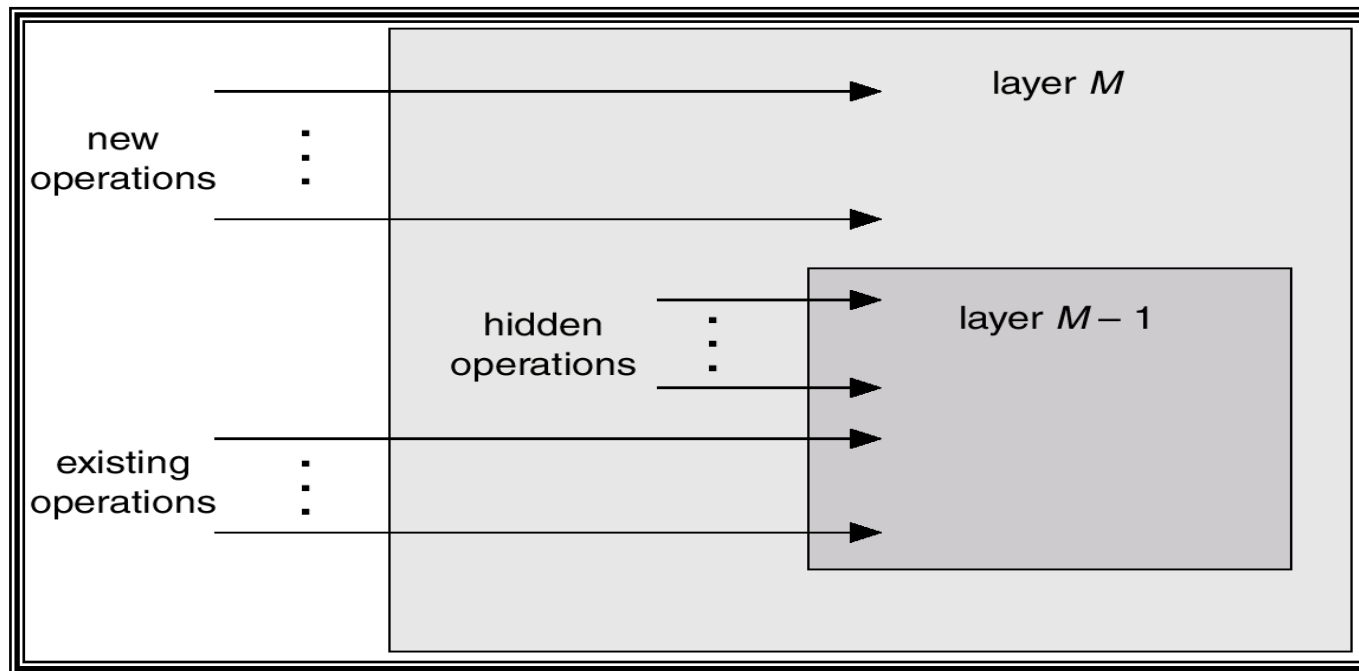 layer M
new
operations
hidden
operations
layer M – 1
existing
operations